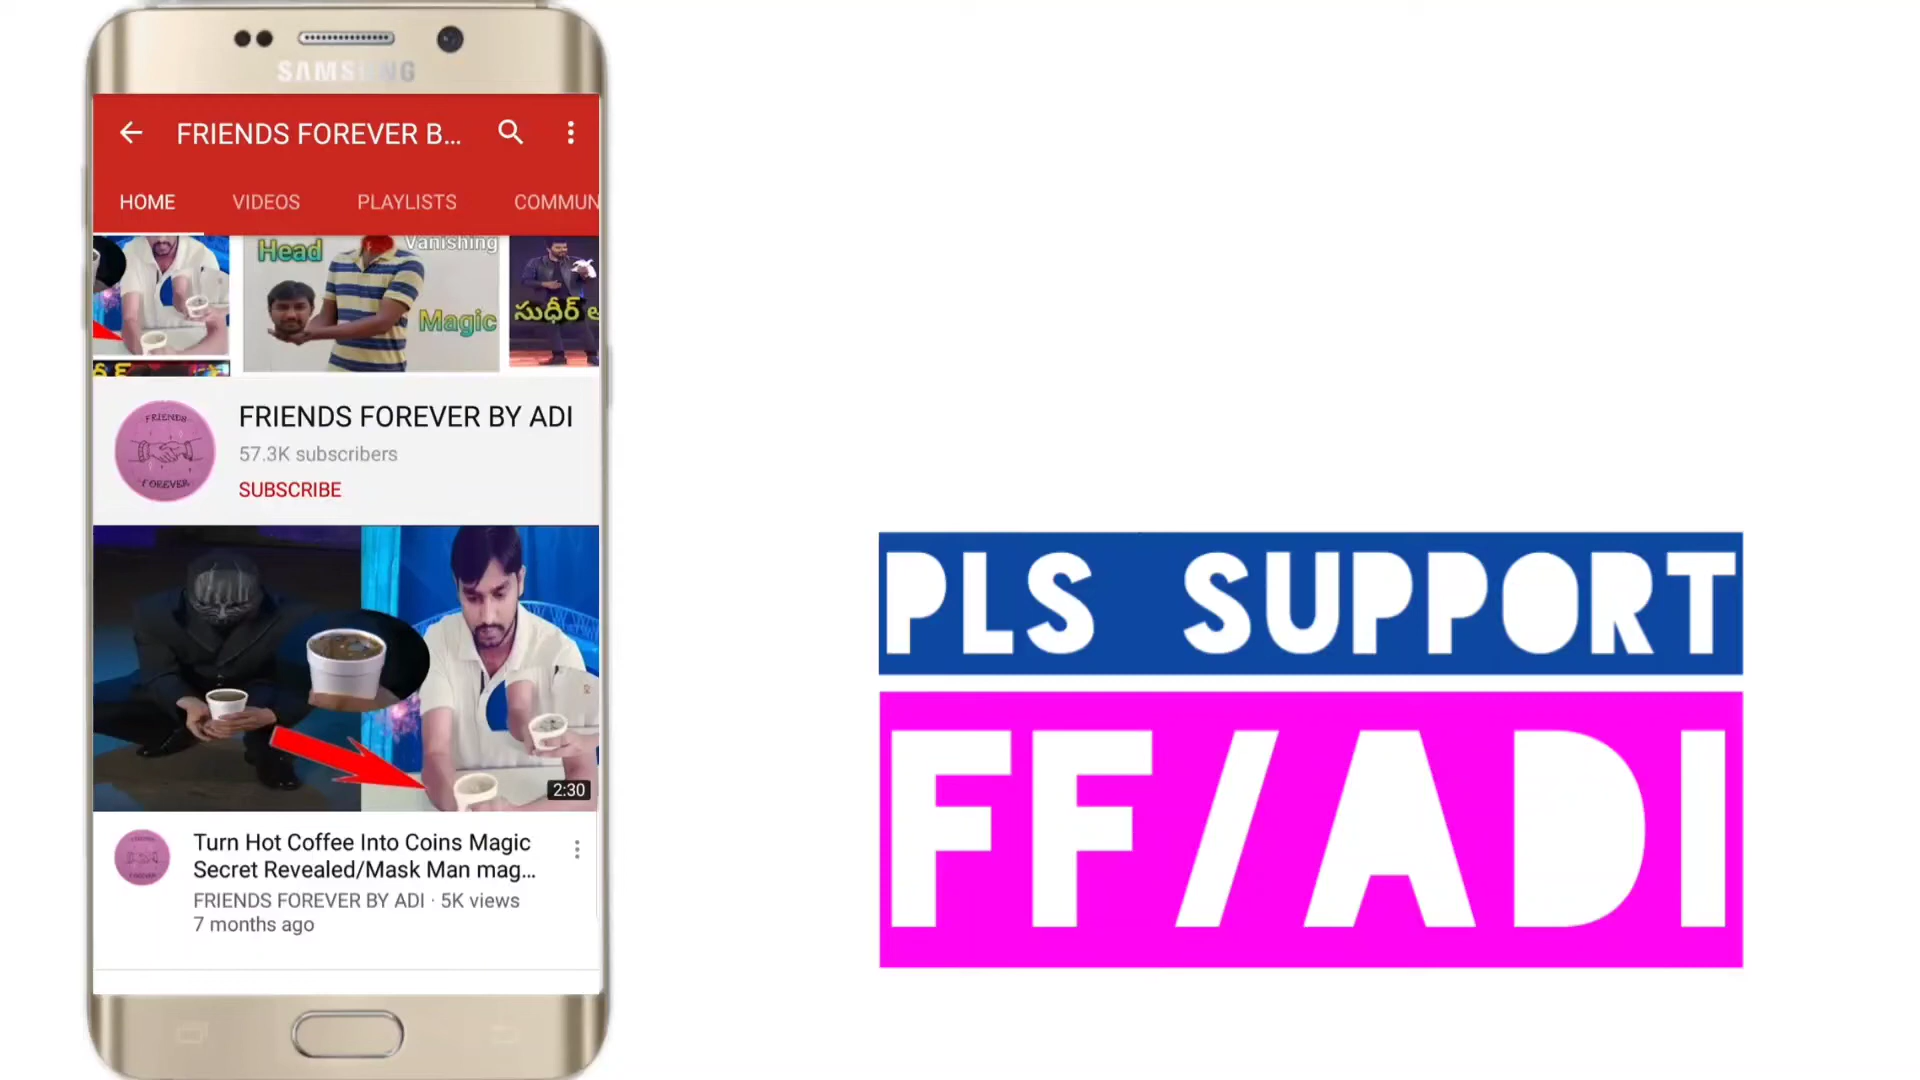 SAMSUNG
FRIENDS FOREVER B...
HOME VIDEOS PLAYLISTS COMMUN
Head
Vanishing
Magic
సుధీర్
FRIENDS FOREVER BY ADI
57.3K subscribers
SUBSCRIBE
FRIENDS
FOREVER
2:30
Turn Hot Coffee Into Coins Magic
Secret Revealed/Mask Man mag...
FRIENDS FOREVER BY ADI · 5K views
7 months ago
PLS SUPPORT
FF/ADI